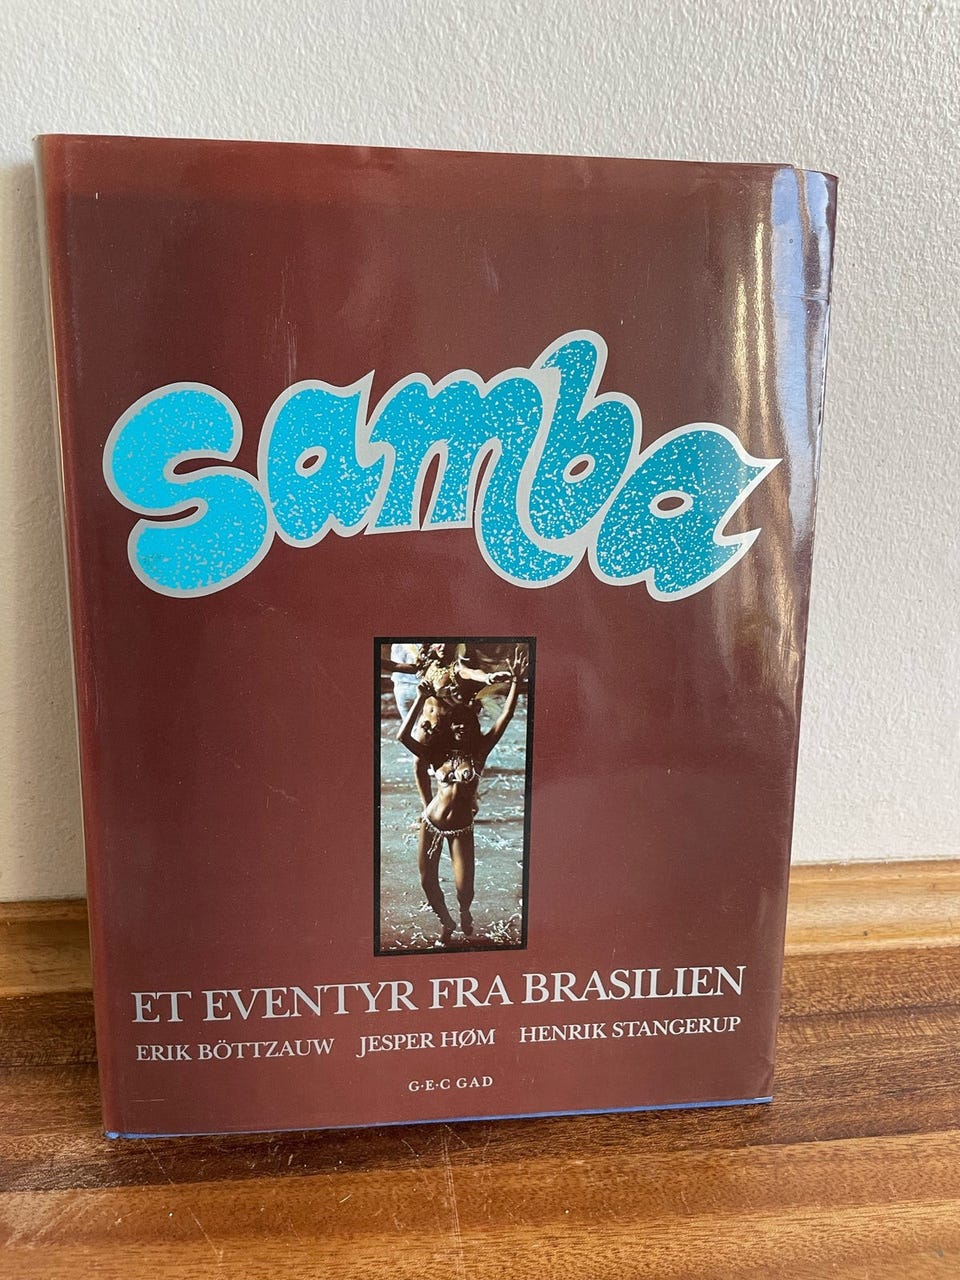 samba
ET EVENTYR FRA BRASILIEN
ERIK BÖTTZAUW JESPER HØM HENRIK STANGERUP
G·E·C GAD